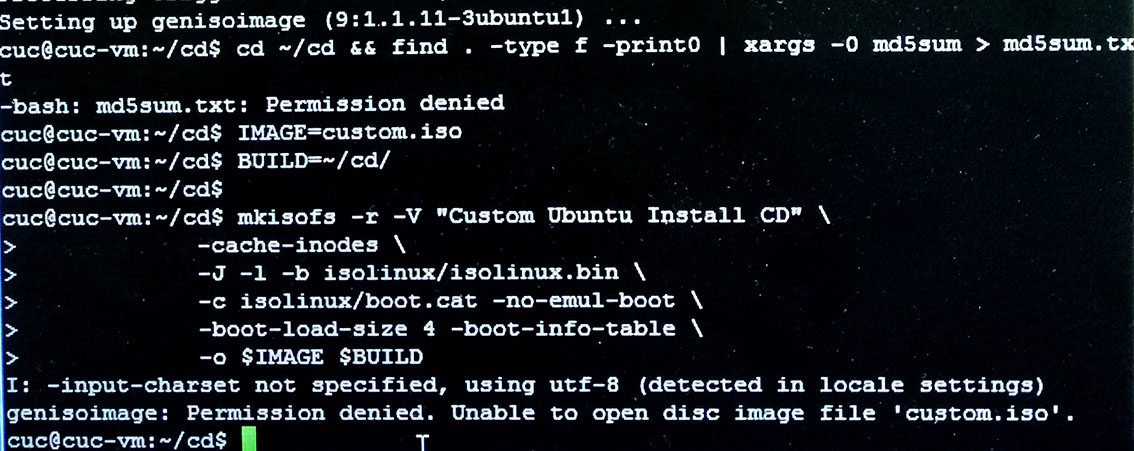 Setting up genisoimage (9:1.1.11-3ubuntu1) ...
cuc@cuc-vm:~/cd$ cd ~/cd && find . -type f -print0 | xargs -0 md5sum > md5sum.tx
t
-bash: md5sum.txt: Permission denied
cuc@cuc-vm:~/cd$ IMAGE=custom.iso
cuc@cuc-vm:~/cd$ BUILD=~/cd/
cuc@cuc-vm:~/cd$
cuc@cuc-vm:~/cd$ mkisofs -r -V "Custom Ubuntu Install CD" \
>             -cache-inodes \
>             -J -l -b isolinux/isolinux.bin \
>             -c isolinux/boot.cat -no-emul-boot \
>             -boot-load-size 4 -boot-info-table \
>             -o $IMAGE $BUILD
I: -input-charset not specified, using utf-8 (detected in locale settings)
genisoimage: Permission denied. Unable to open disc image file 'custom.iso'.
cuc@cuc-vm:~/cd$